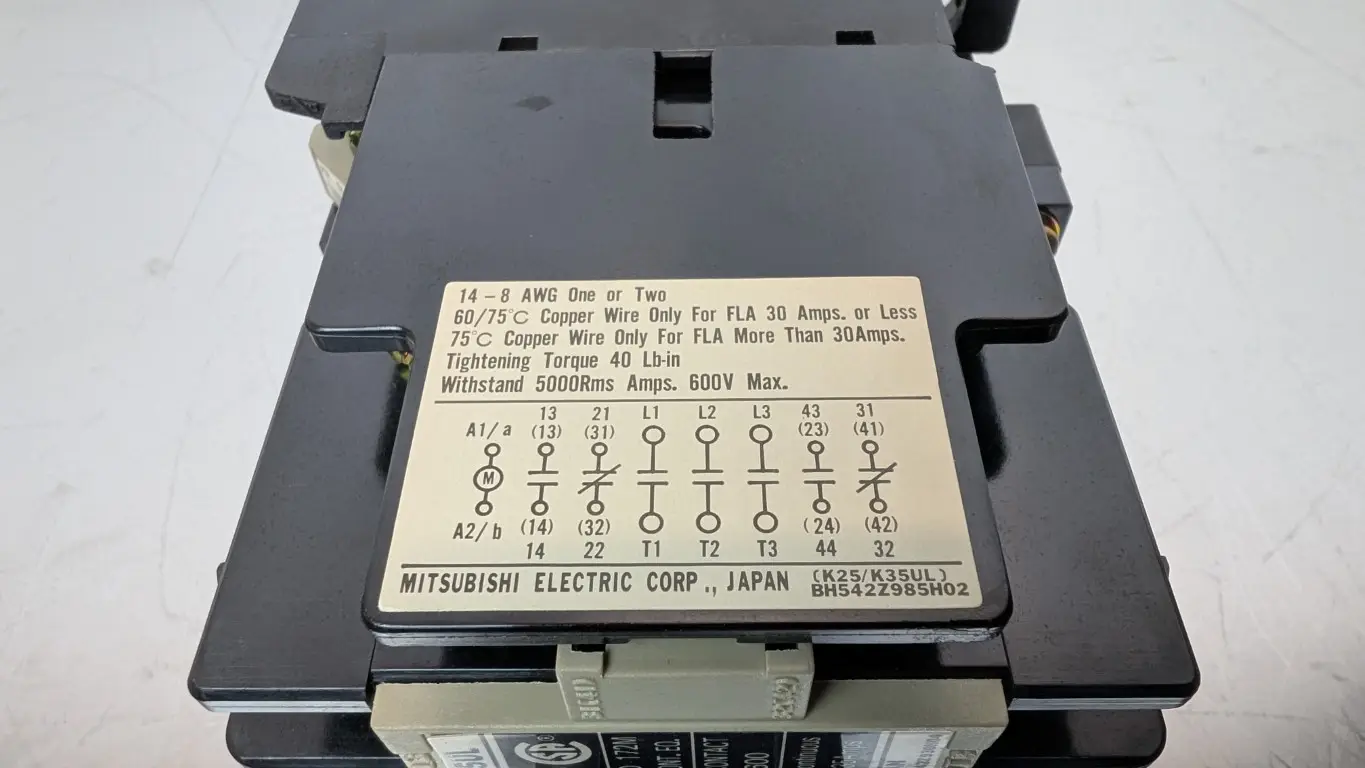 14 – 8 AWG One or Two
60/75°C Copper Wire Only For FLA 30 Amps. or Less
75°C Copper Wire Only For FLA More Than 30Amps.
Tightening Torque 40 Lb-in
Withstand 5000Rms Amps. 600V Max.
13 21 L1 L2 L3 43 31
A1/a (13) (31) (23) (41)
M
A2/b (14) (32) T1 T2 T3 (24) (42)
14 22 44 32
MITSUBISHI ELECTRIC CORP., JAPAN (K25/K35UL)
BH542Z985H02
172M
CONT. EQ.